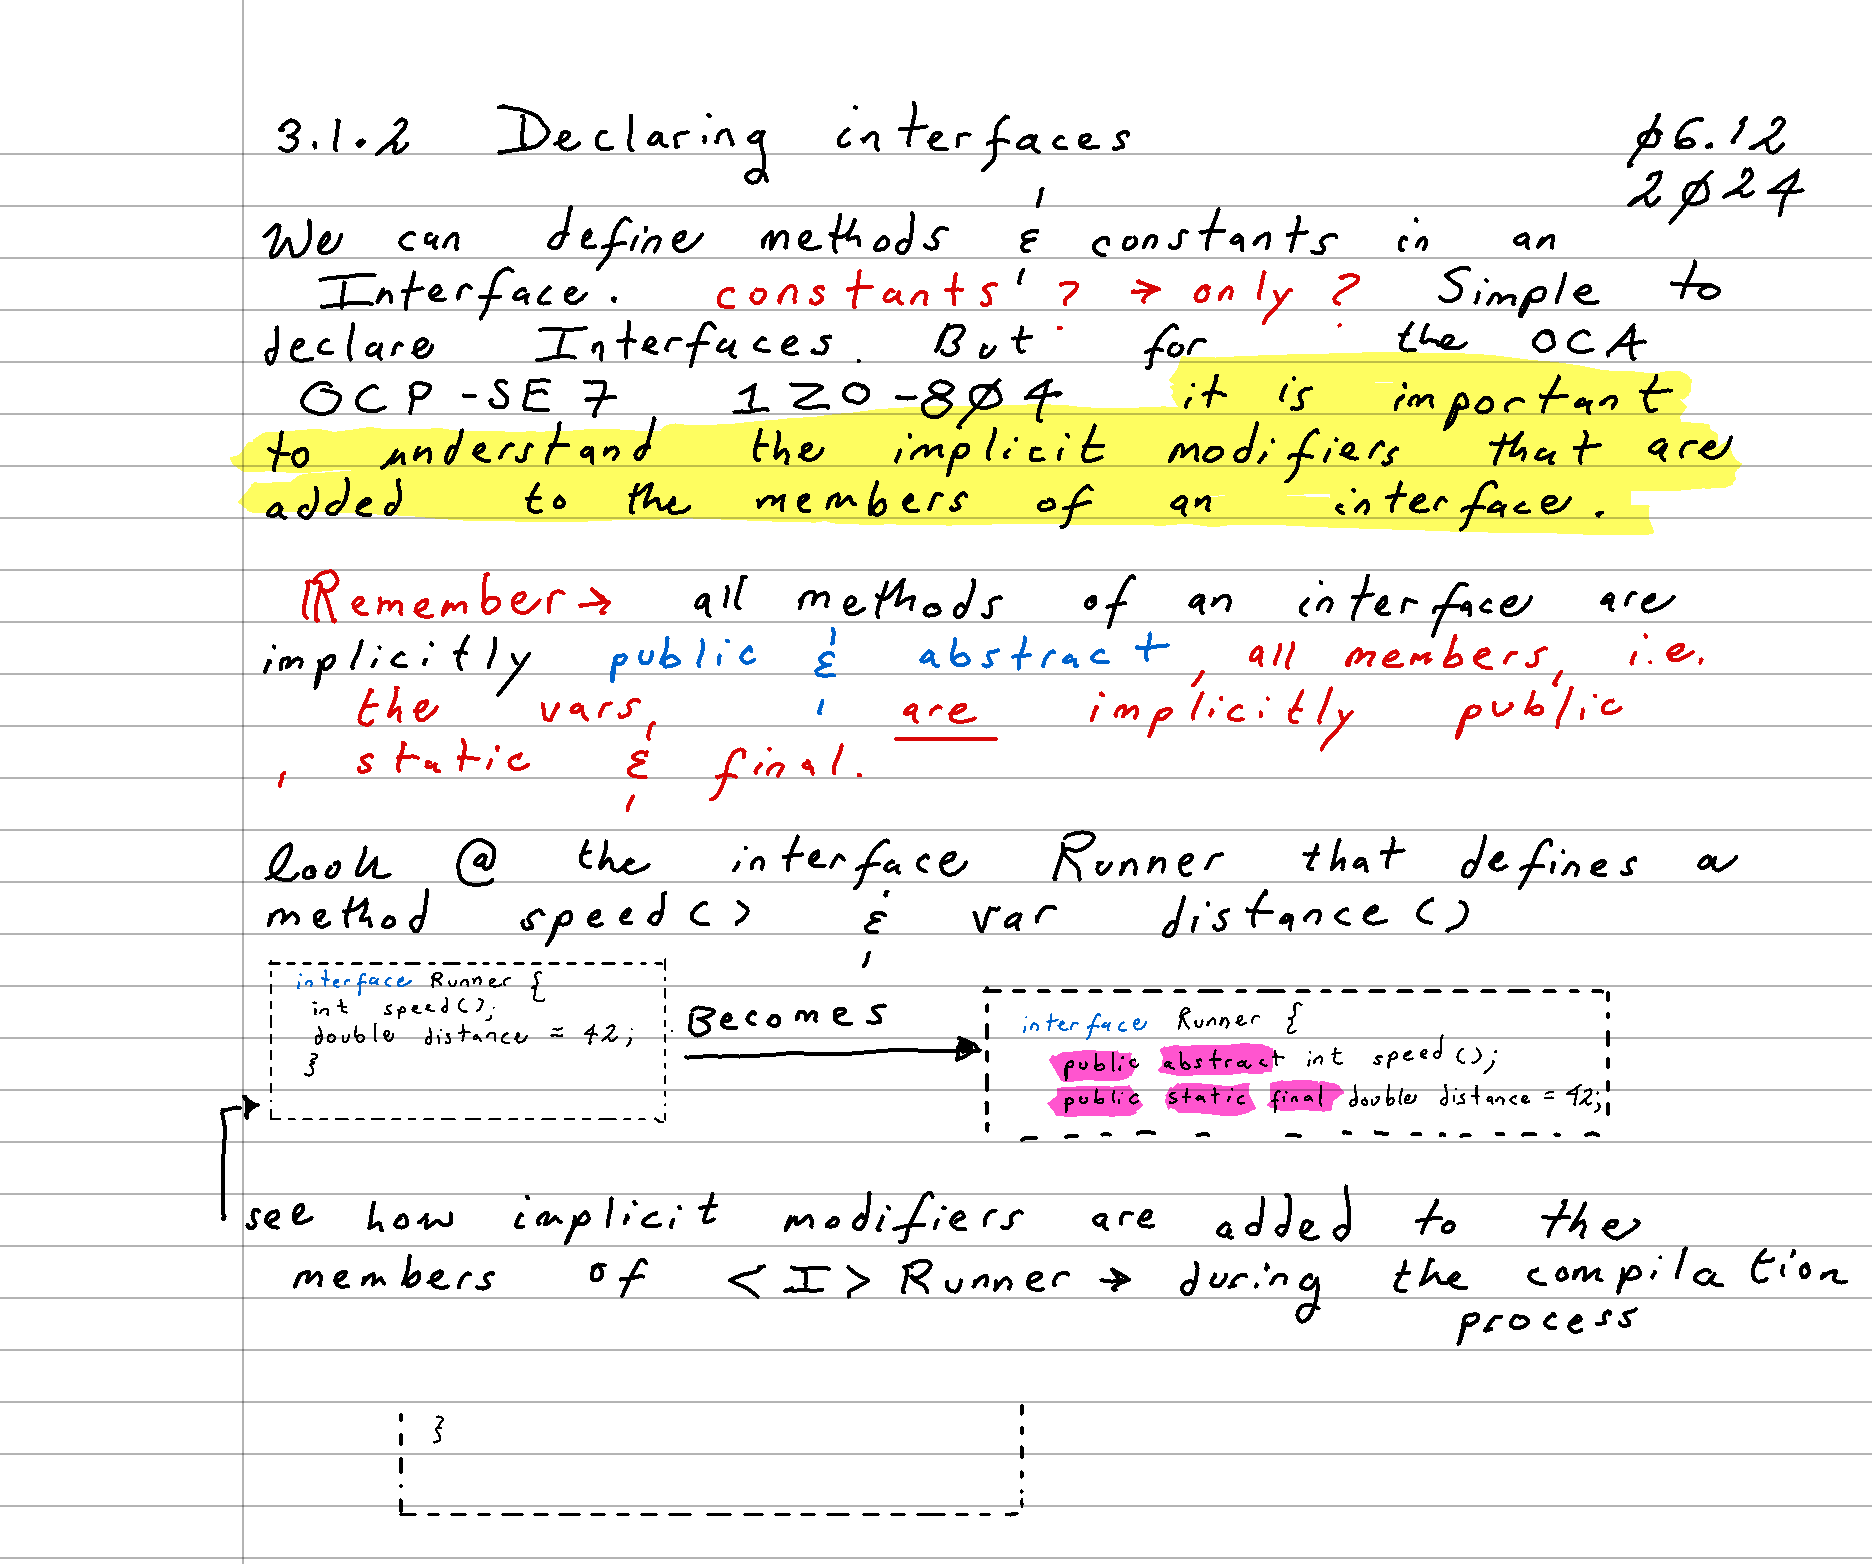 3.1.2 Declaring interfaces
06.12
2024
We can define methods & constants in an
Interface. constants'? → only? Simple to
declare Interfaces. But for the OCA
OCP-SE7 1Z0-804 it is important
to understand the implicit modifiers that are
added to the members of an interface.
Remember → all methods of an interface are
implicitly public & abstract, all members, i.e.
the vars, are implicitly public
, static & final.
look @ the interface Runner that defines a
method speed() & var distance()
interface Runner {
int speed();
double distance = 42;
}
Becomes
interface Runner {
public abstract int speed();
public static final double distance = 42;
see how implicit modifiers are added to the
members of <I> Runner → during the compilation
process
}